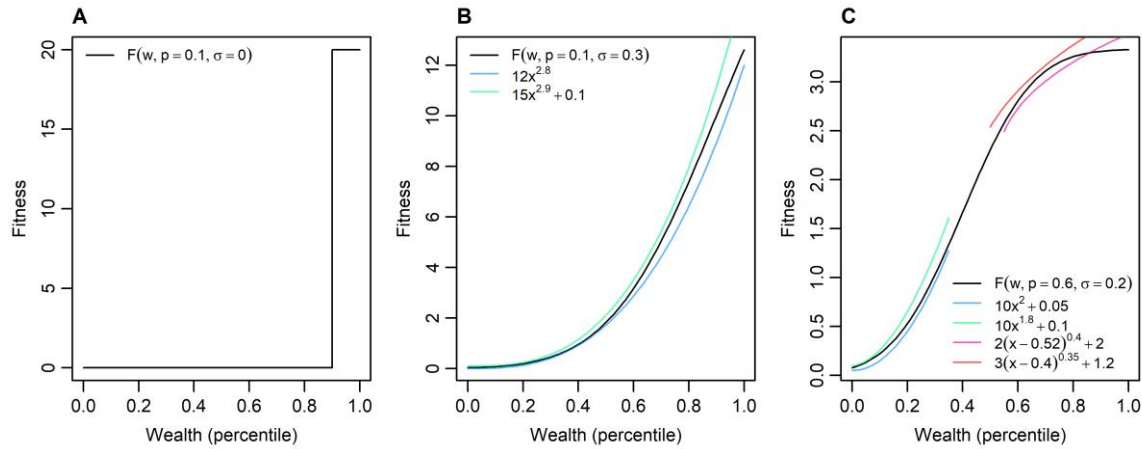 A
F(w, p = 0.1, σ = 0)
Fitness
20
15
10
5
0
0.0 0.2 0.4 0.6 0.8 1.0
Wealth (percentile)
B
F(w, p = 0.1, σ = 0.3)
12x^2.8
15x^2.9 + 0.1
Fitness
12
10
8
6
4
2
0
0.0 0.2 0.4 0.6 0.8 1.0
Wealth (percentile)
C
Fitness
3.0
2.5
2.0
1.5
1.0
0.5
0.0
F(w, p = 0.6, σ = 0.2)
10x^2 + 0.05
10x^1.8 + 0.1
2(x − 0.52)^0.4 + 2
3(x − 0.4)^0.35 + 1.2
0.0 0.2 0.4 0.6 0.8 1.0
Wealth (percentile)